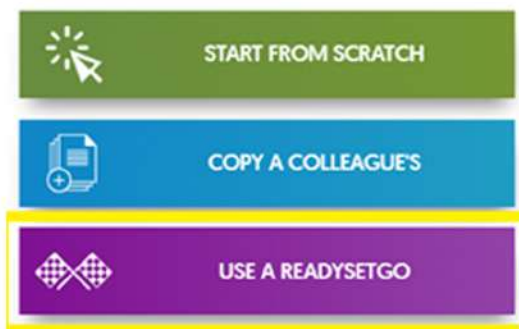 START FROM SCRATCH
COPY A COLLEAGUE'S
USE A READYSETGO